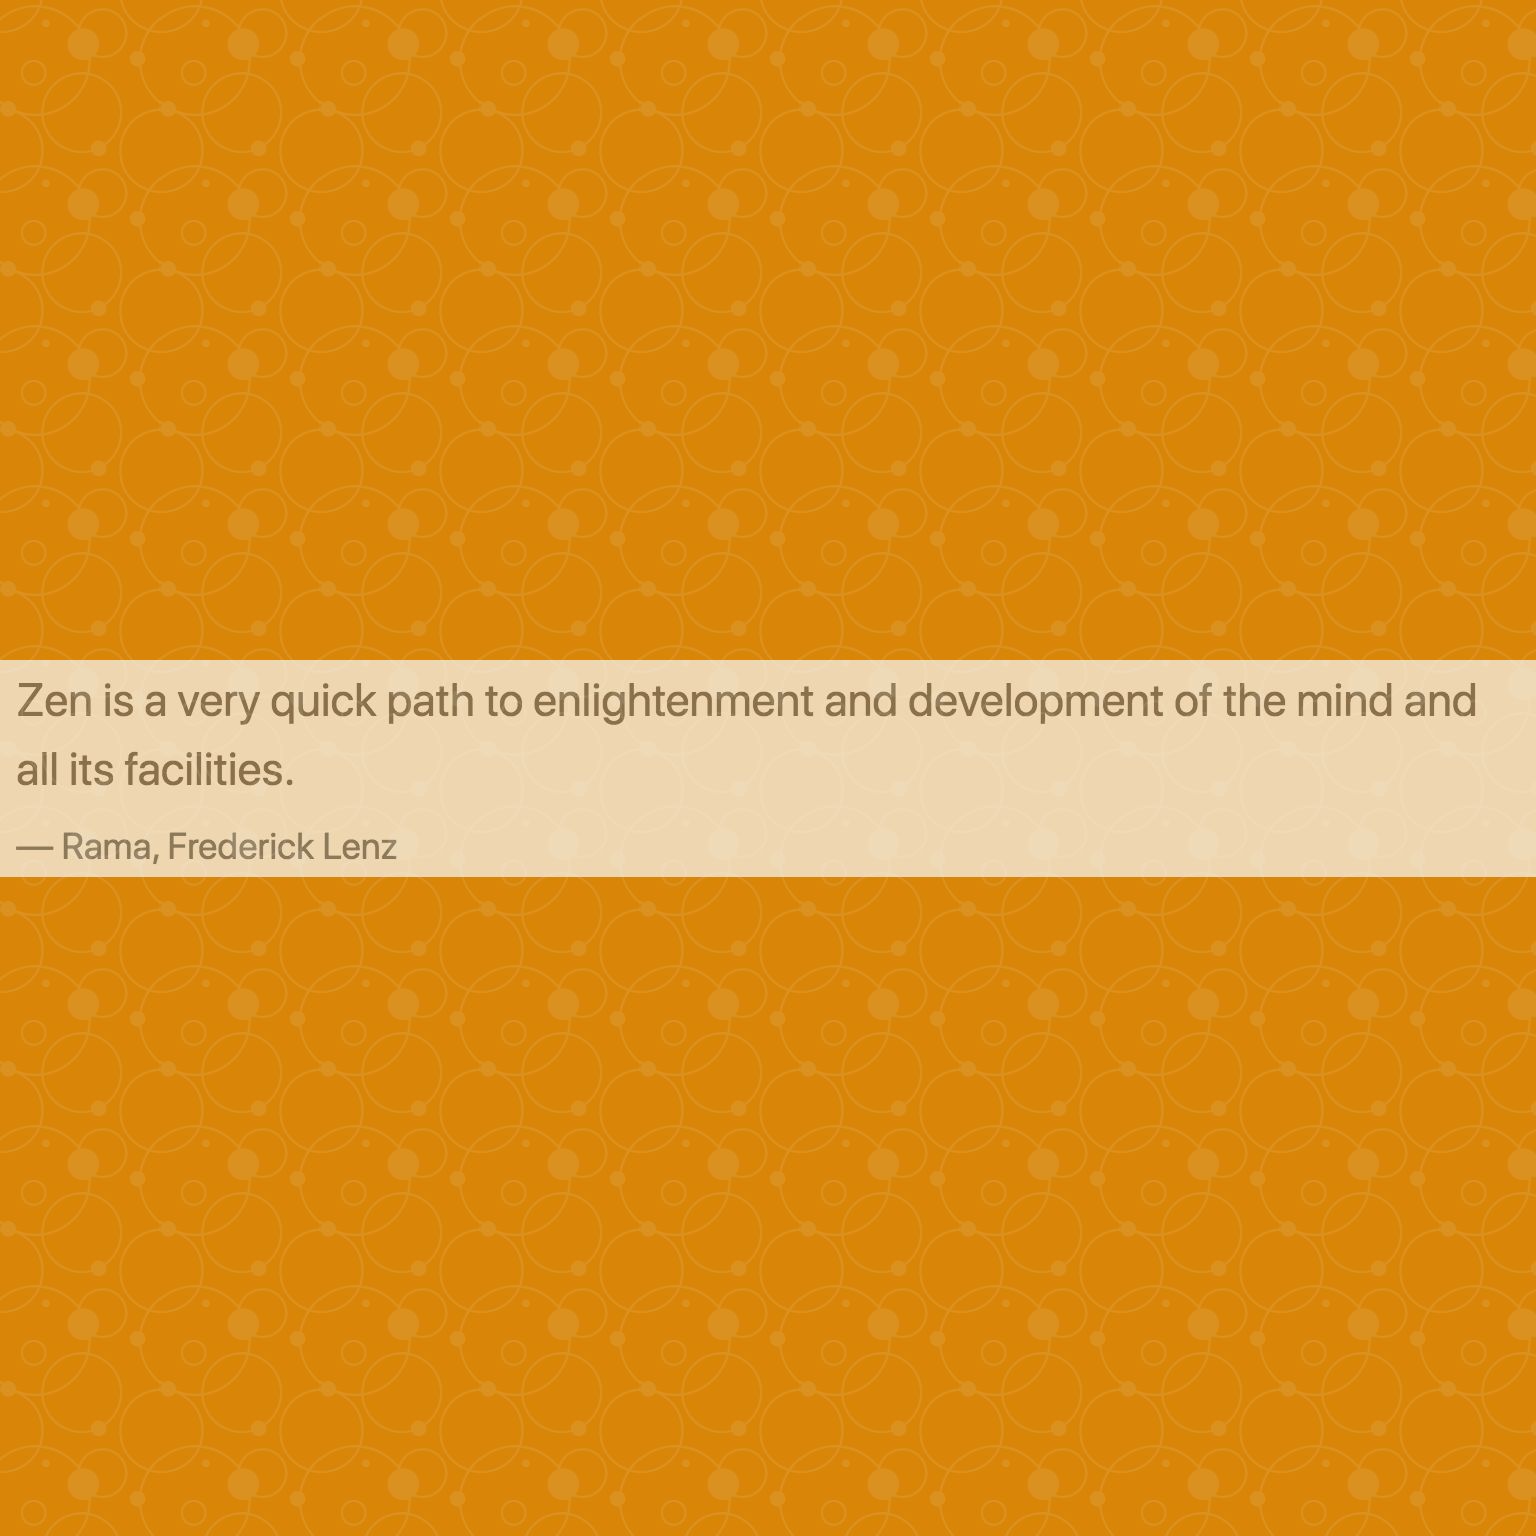 Zen is a very quick path to enlightenment and development of the mind and
all its facilities.
— Rama, Frederick Lenz